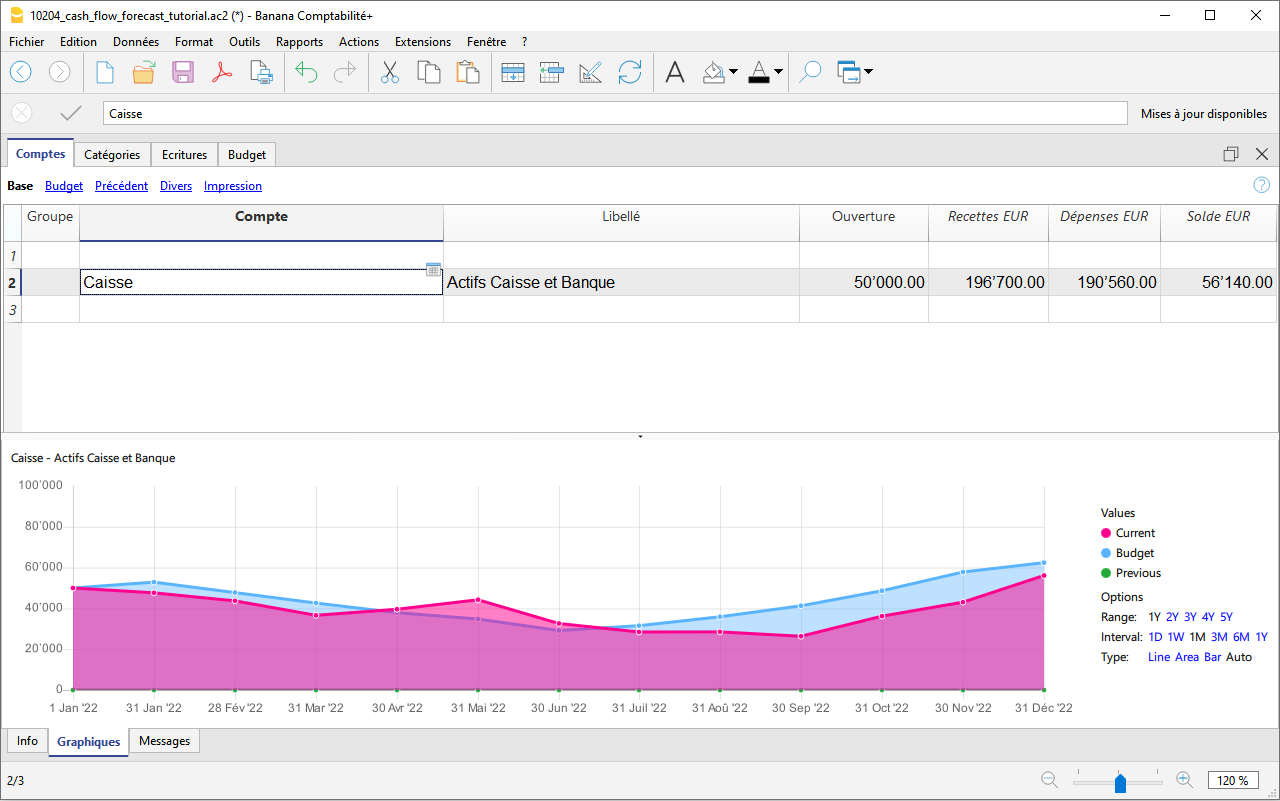 10204_cash_flow_forecast_tutorial.ac2 (*) - Banana Comptabilité+
Fichier Edition Données Format Outils Rapports Actions Extensions Fenêtre ?
Caisse Mises à jour disponibles
Comptes Catégories Ecritures Budget
Base Budget Précédent Divers Impression
Groupe Compte Libellé Ouverture Recettes EUR Dépenses EUR Solde EUR
1
2 Caisse Actifs Caisse et Banque 50’000.00 196’700.00 190’560.00 56’140.00
3
Caisse - Actifs Caisse et Banque
100’000
80’000
60’000
40’000
20’000
0
1 Jan '22 31 Jan '22 28 Fév '22 31 Mar '22 30 Avr '22 31 Mai '22 30 Jun '22 31 Juil '22 31 Aoû '22 30 Sep '22 31 Oct '22 30 Nov '22 31 Déc '22
Values
Current
Budget
Previous
Options
Range: 1Y 2Y 3Y 4Y 5Y
Interval: 1D 1W 1M 3M 6M 1Y
Type: Line Area Bar Auto
Info Graphiques Messages
2/3 120 %